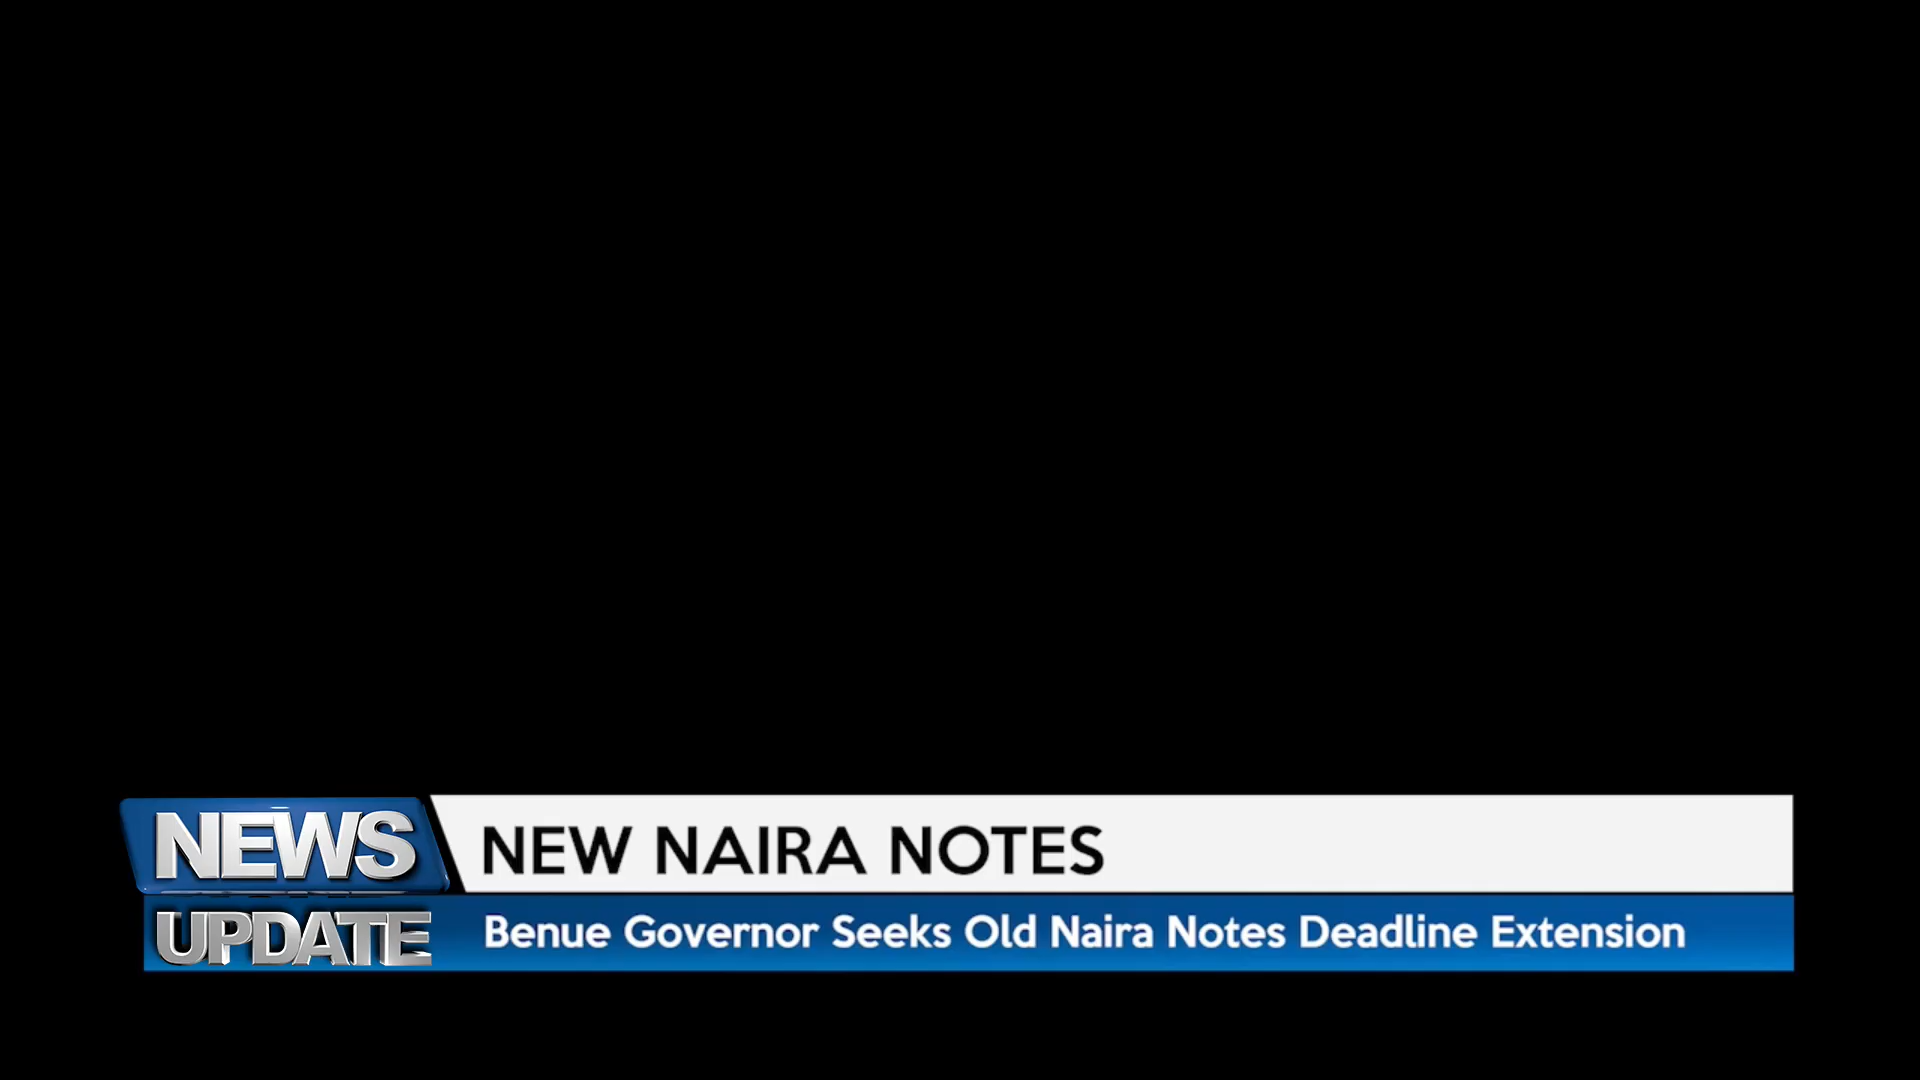 NEWS
UPDATE
NEW NAIRA NOTES
Benue Governor Seeks Old Naira Notes Deadline Extension